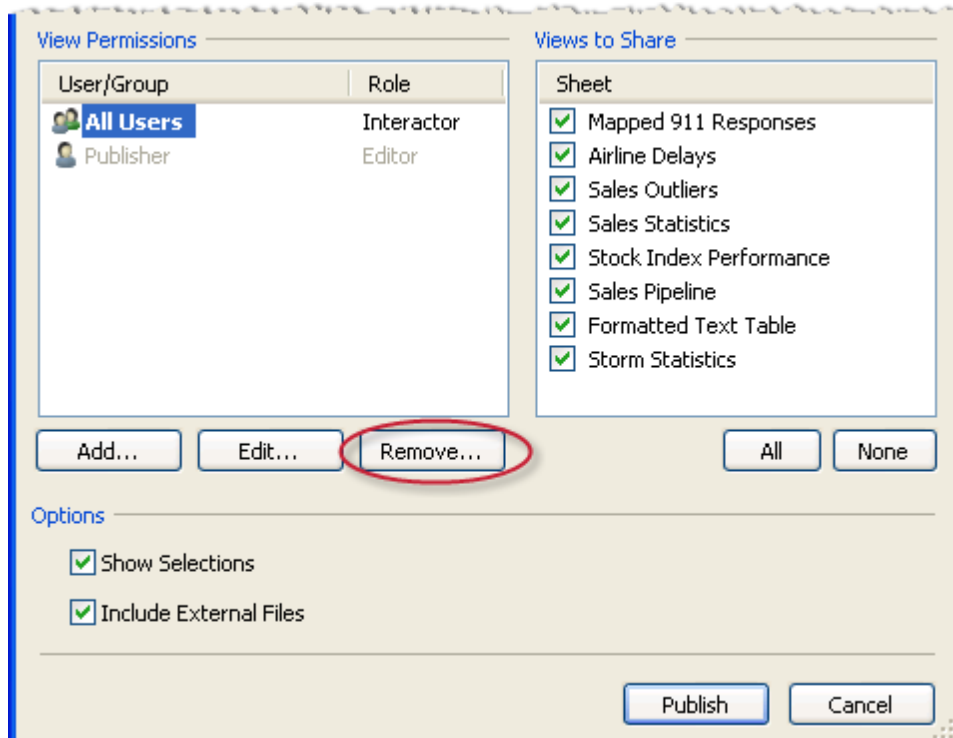 View Permissions
User/Group Role
All Users Interactor
Publisher Editor
Add... Edit... Remove...
Views to Share
Sheet
Mapped 911 Responses
Airline Delays
Sales Outliers
Sales Statistics
Stock Index Performance
Sales Pipeline
Formatted Text Table
Storm Statistics
All None
Options
Show Selections
Include External Files
Publish Cancel